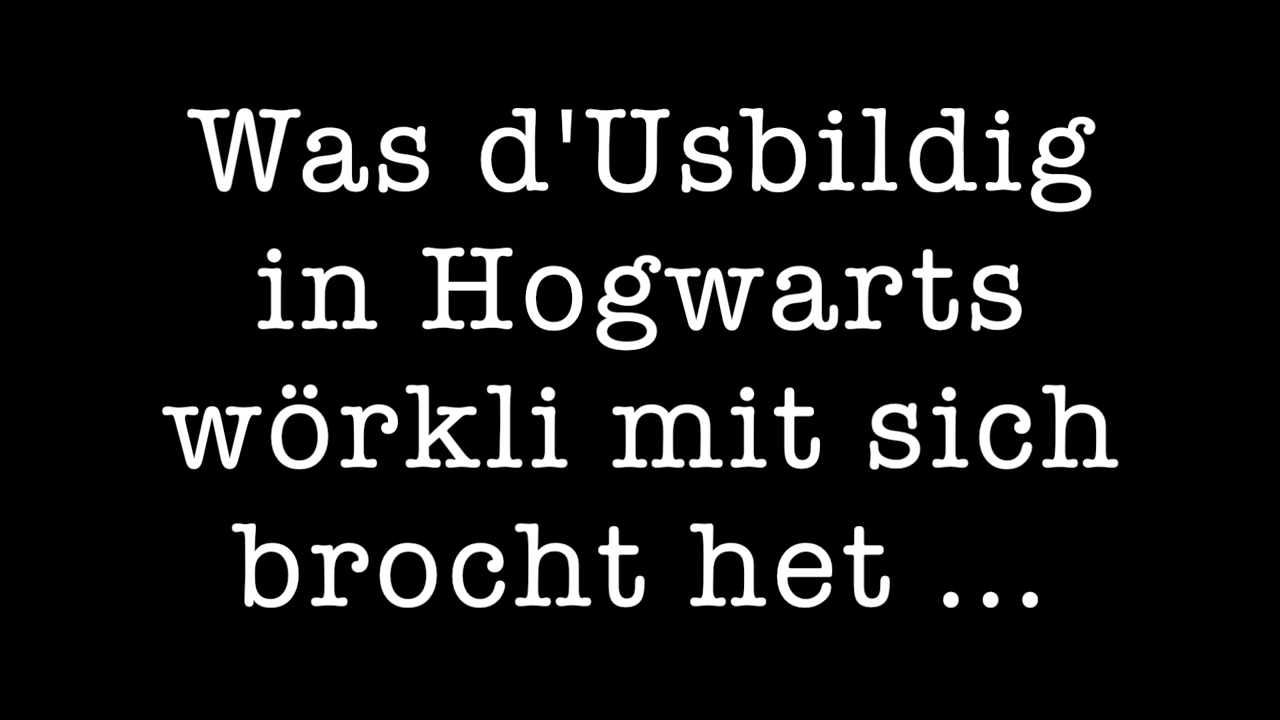 Was d'Usbildig
in Hogwarts
wörkli mit sich
brocht het ...